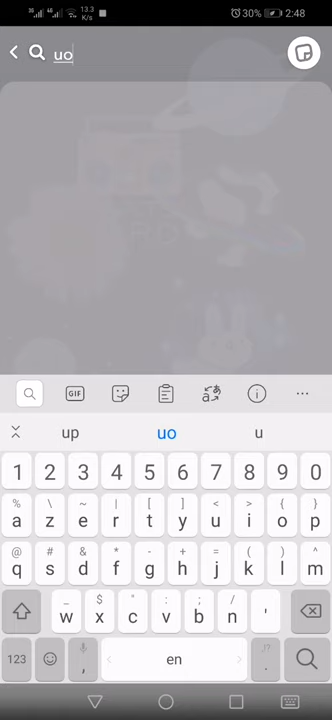 13.3 K/s 30% 2:48
uo
GIF
up uo u
1 2 3 4 5 6 7 8 9 0
% \ ~ | [ ] < > { }
a z e r t y u i o p
@ # & * - + = ( ) ^
q s d f g h j k l m
_ $ " ' : ; /
w x c v b n '
123 , en .